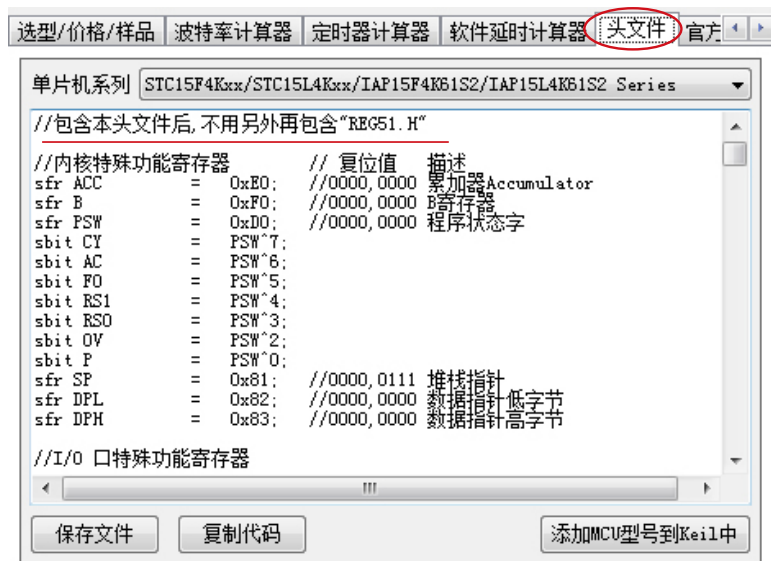 选型/价格/样品 波特率计算器 定时器计算器 软件延时计算器 头文件 官方
单片机系列 STC15F4Kxx/STC15L4Kxx/IAP15F4K61S2/IAP15L4K61S2 Series
//包含本头文件后,不用另外再包含"REG51.H"
//内核特殊功能寄存器 // 复位值 描述
sfr ACC = 0xE0; //0000,0000 累加器Accumulator
sfr B = 0xF0; //0000,0000 B寄存器
sfr PSW = 0xD0; //0000,0000 程序状态字
sbit CY = PSW^7;
sbit AC = PSW^6;
sbit F0 = PSW^5;
sbit RS1 = PSW^4;
sbit RS0 = PSW^3;
sbit OV = PSW^2;
sbit P = PSW^0;
sfr SP = 0x81; //0000,0111 堆栈指针
sfr DPL = 0x82; //0000,0000 数据指针低字节
sfr DPH = 0x83; //0000,0000 数据指针高字节
//I/O 口特殊功能寄存器
保存文件 复制代码 添加MCU型号到Keil中